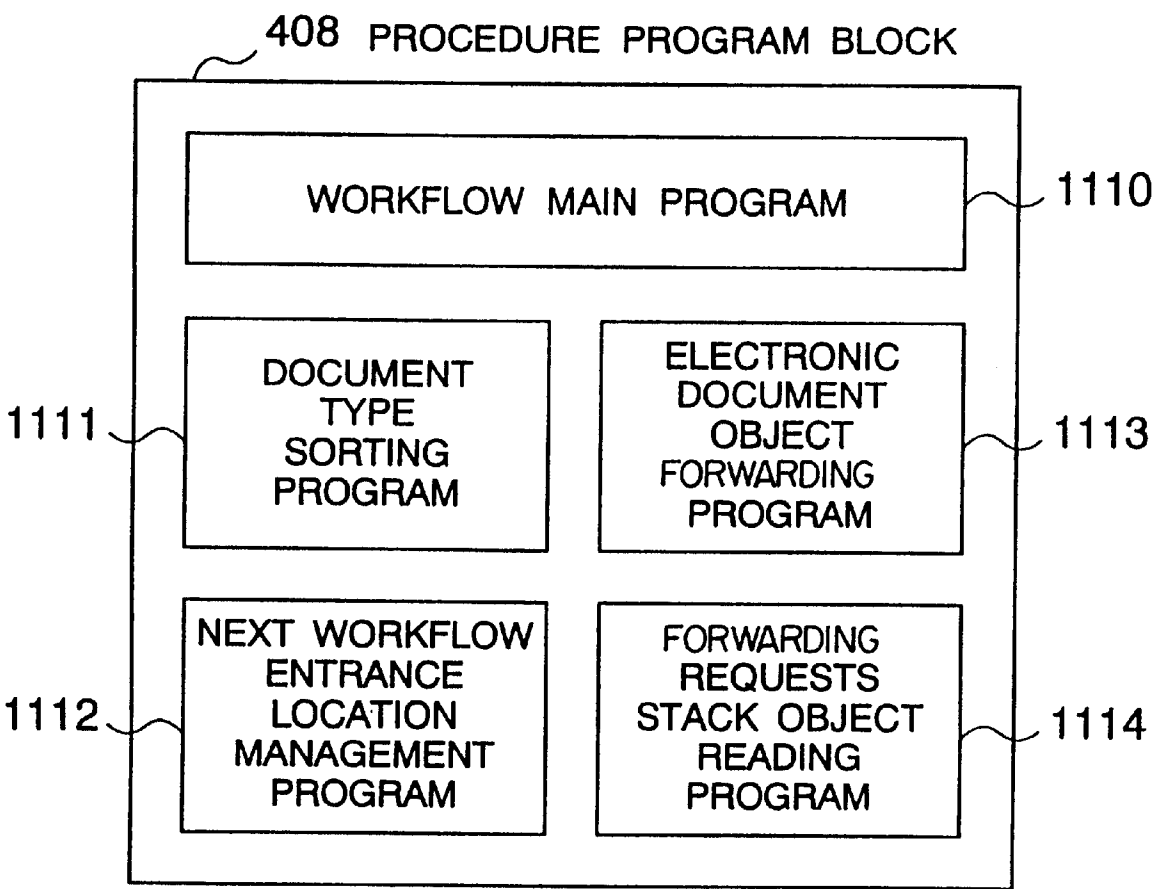 408 PROCEDURE PROGRAM BLOCK
WORKFLOW MAIN PROGRAM
1110
DOCUMENT
TYPE
SORTING
PROGRAM
1111
ELECTRONIC
DOCUMENT
OBJECT
FORWARDING
PROGRAM
1113
NEXT WORKFLOW
ENTRANCE
LOCATION
MANAGEMENT
PROGRAM
1112
FORWARDING
REQUESTS
STACK OBJECT
READING
PROGRAM
1114